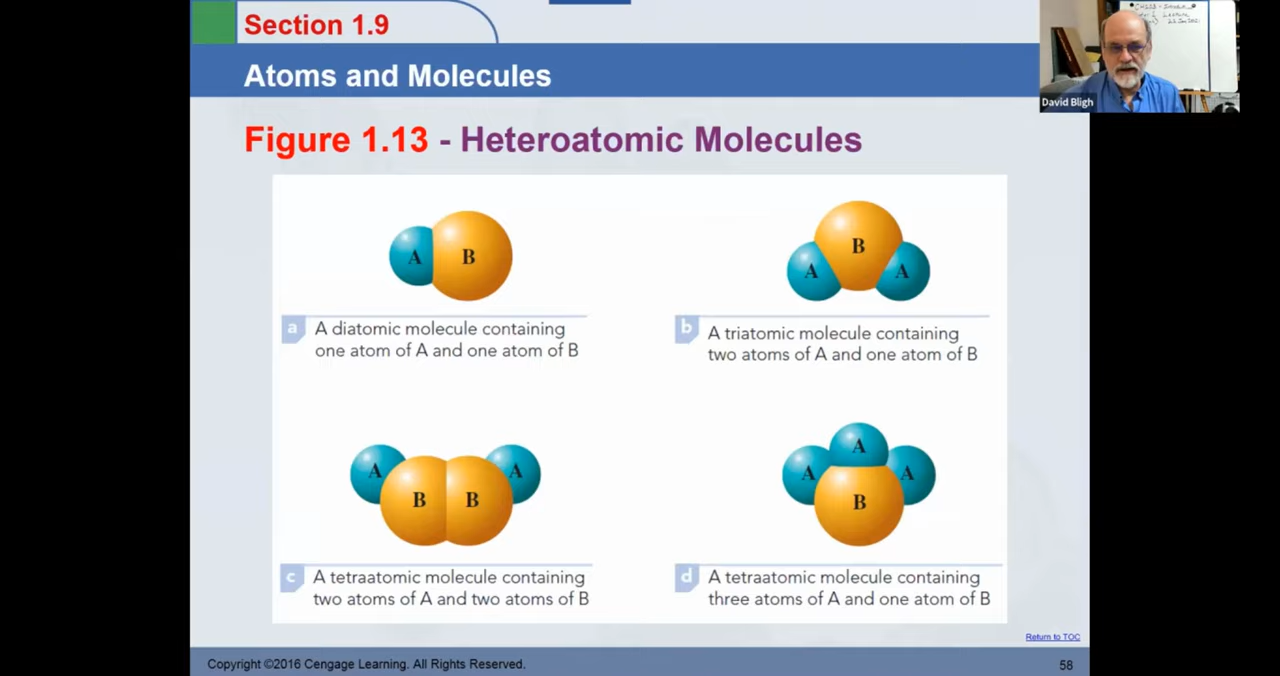 Section 1.9
Atoms and Molecules
Figure 1.13 - Heteroatomic Molecules
A B
B
A A
a A diatomic molecule containing
one atom of A and one atom of B
b A triatomic molecule containing
two atoms of A and one atom of B
A A
B B
A
A A
B
c A tetraatomic molecule containing
two atoms of A and two atoms of B
d A tetraatomic molecule containing
three atoms of A and one atom of B
Return to TOC
Copyright ©2016 Cengage Learning. All Rights Reserved.
58
Lecture
David Bligh